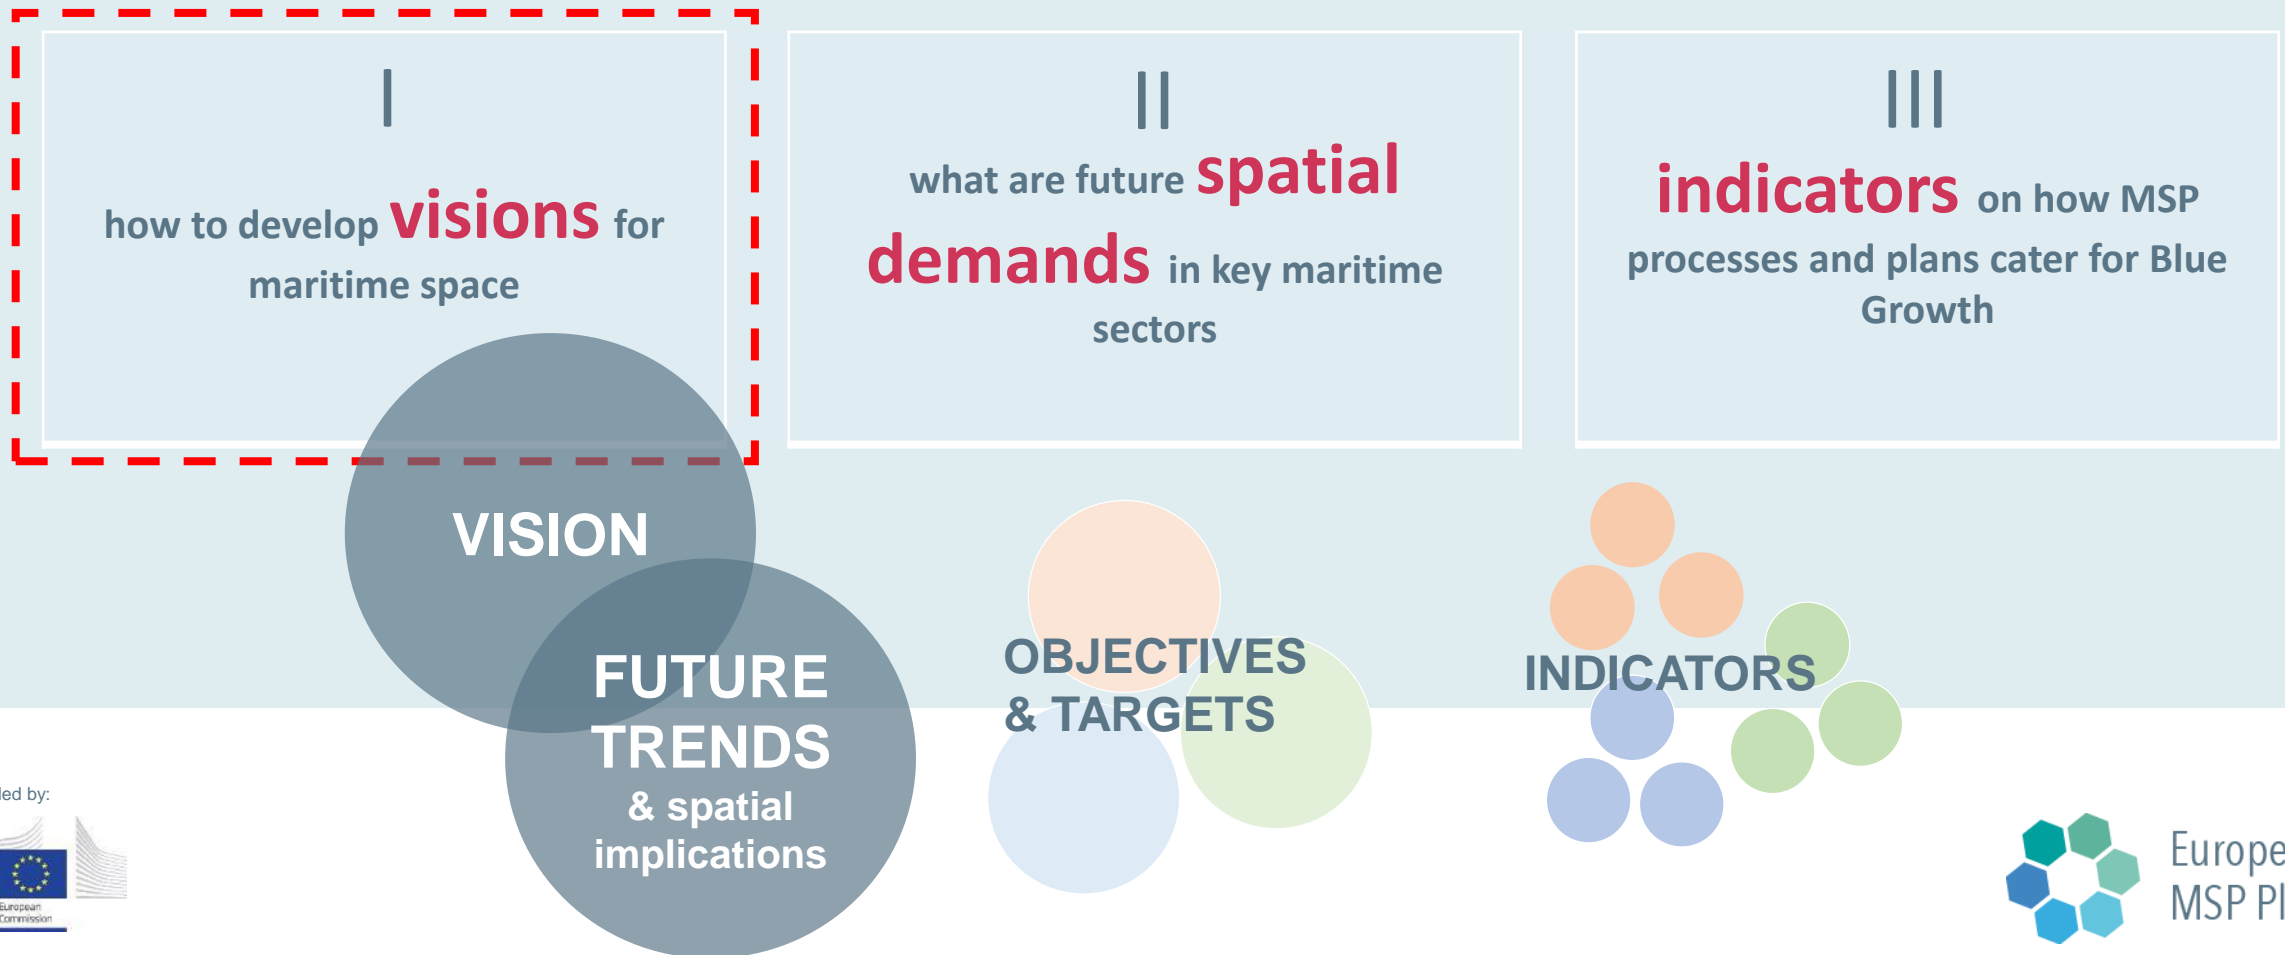 I
how to develop visions for
maritime space
II
what are future spatial
demands in key maritime
sectors
III
indicators on how MSP
processes and plans cater for Blue
Growth
VISION
FUTURE
TRENDS
& spatial
implications
OBJECTIVES
& TARGETS
INDICATORS
led by:
European
Commission
Europe
MSP Pl